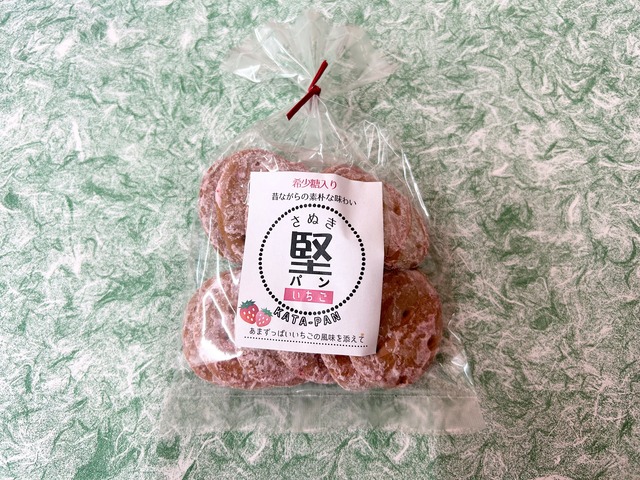 希少糖入り
昔ながらの素朴な味わい
さぬき
堅
パン
いちご
KATA-PAN
あまずっぱいいちごの風味を添えて